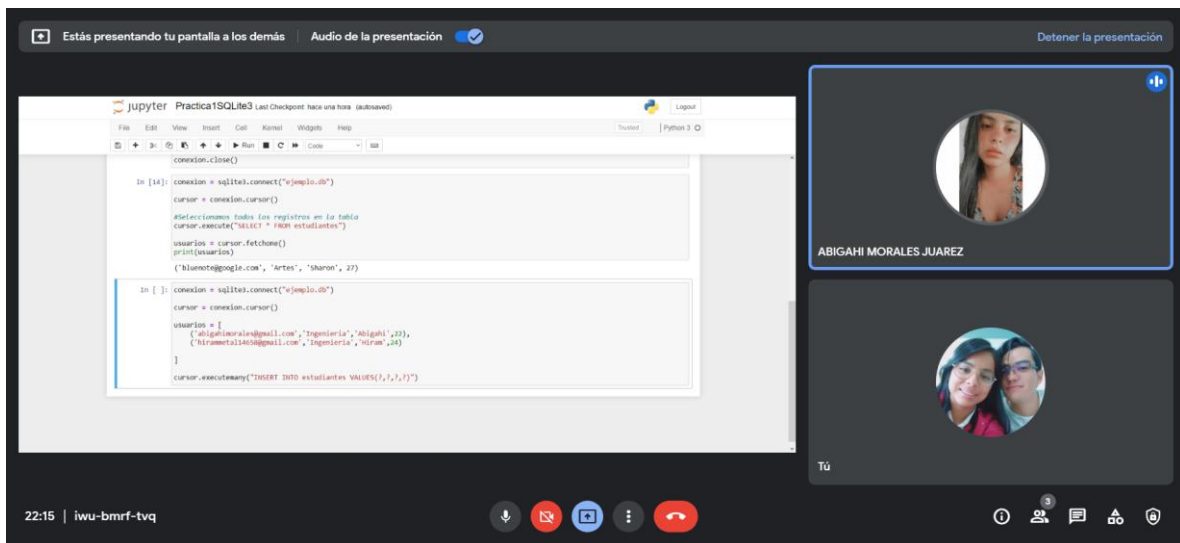 Estás presentando tu pantalla a los demás | Audio de la presentación
Detener la presentación
jupyter Practica1SQLite3 Last Checkpoint: hace una hora (autosaved)
Logout
File Edit View Insert Cell Kernel Widgets Help
Trusted | Python 3
Run Code
conexion.close()
In [14]: conexion = sqlite3.connect("ejemplo.db")
cursor = conexion.cursor()
#Seleccionamos todos los registros en la tabla
cursor.execute("SELECT * FROM estudiantes")
usuarios = cursor.fetchone()
print(usuarios)
('bluenote@google.com', 'Artes', 'Sharon', 27)
In [ ]: conexion = sqlite3.connect("ejemplo.db")
cursor = conexion.cursor()
usuarios = [
('abigahimorales@gmail.com','Ingenieria','Abigahi',22),
('hirammetal14658@gmail.com','Ingenieria','Hiram',24)
]
cursor.executemany("INSERT INTO estudiantes VALUES(?,?,?,?)")
ABIGAHI MORALES JUAREZ
Tú
22:15 | iwu-bmrf-tvq
3